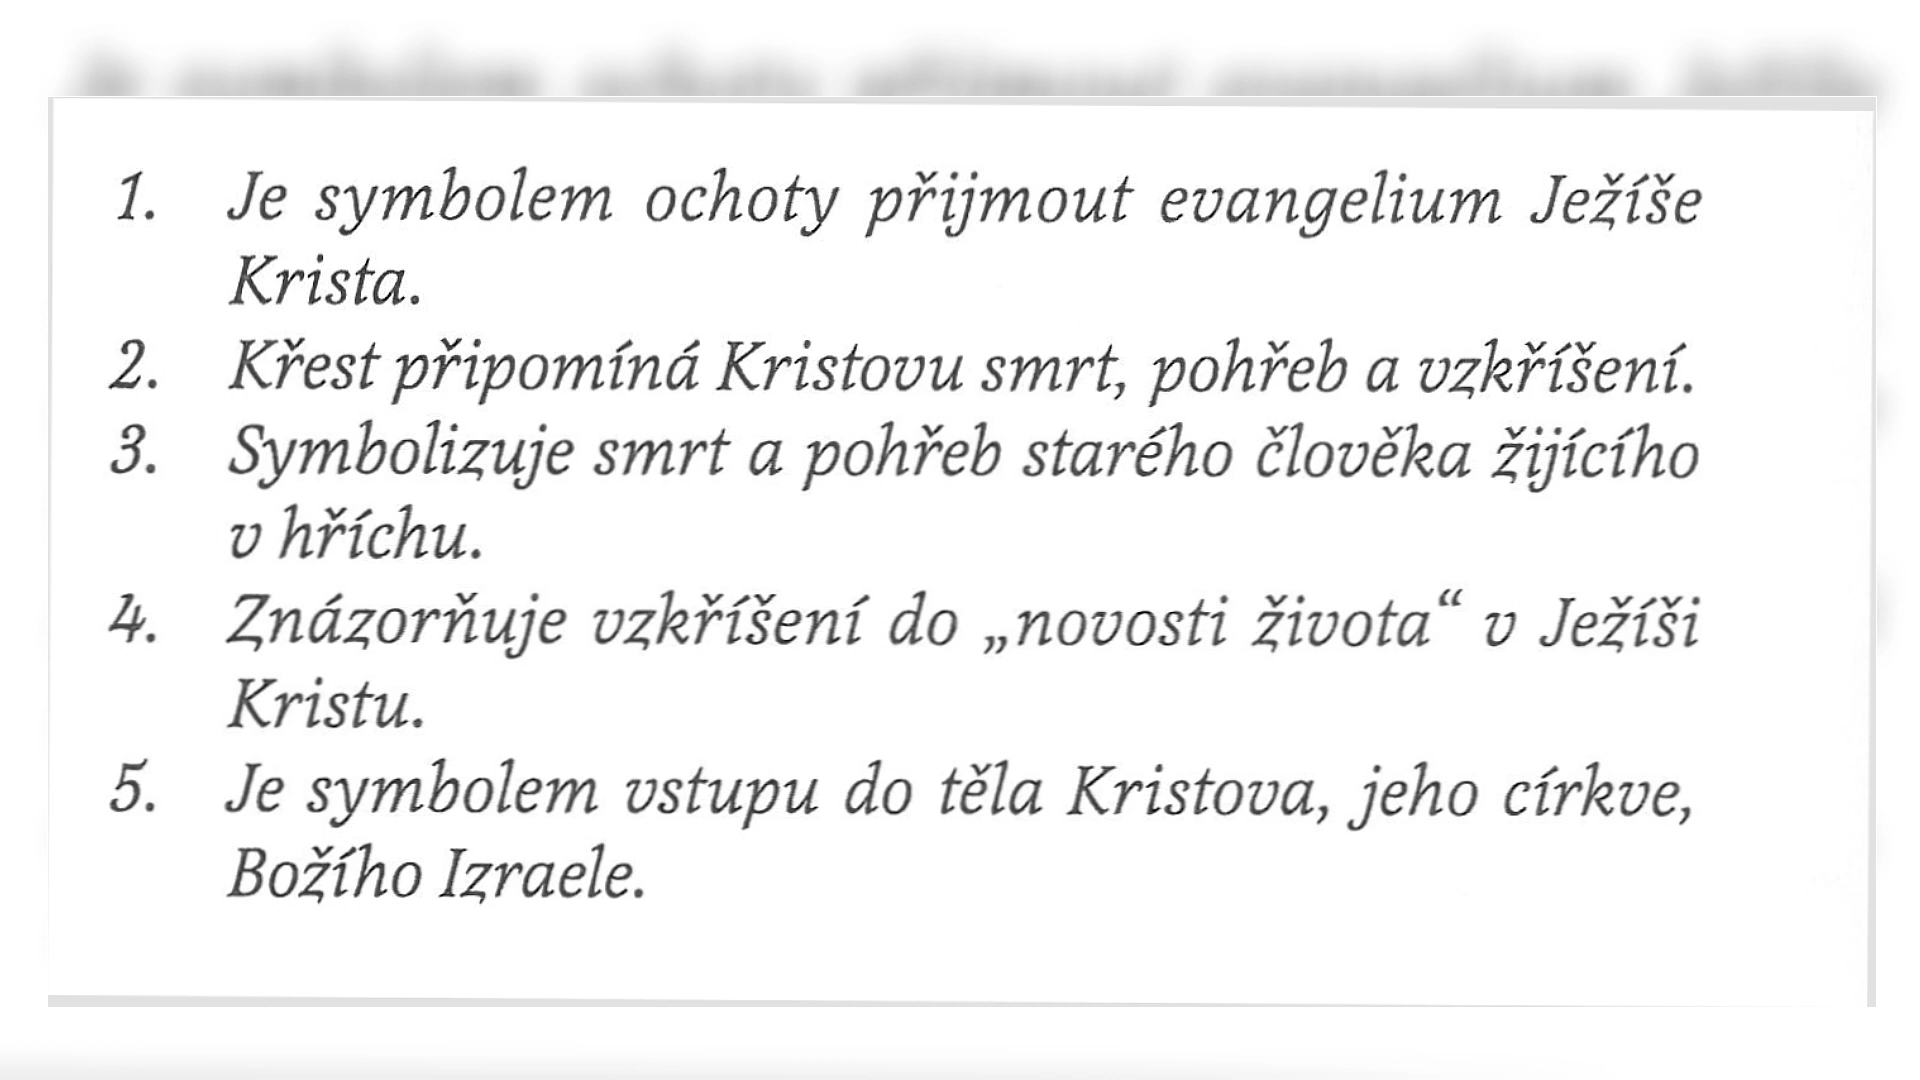 1. Je symbolem ochoty přijmout evangelium Ježíše
Krista.
2. Křest připomíná Kristovu smrt, pohřeb a vzkříšení.
3. Symbolizuje smrt a pohřeb starého člověka žijícího
v hříchu.
4. Znázorňuje vzkříšení do „novosti života“ v Ježíši
Kristu.
5. Je symbolem vstupu do těla Kristova, jeho církve,
Božího Izraele.